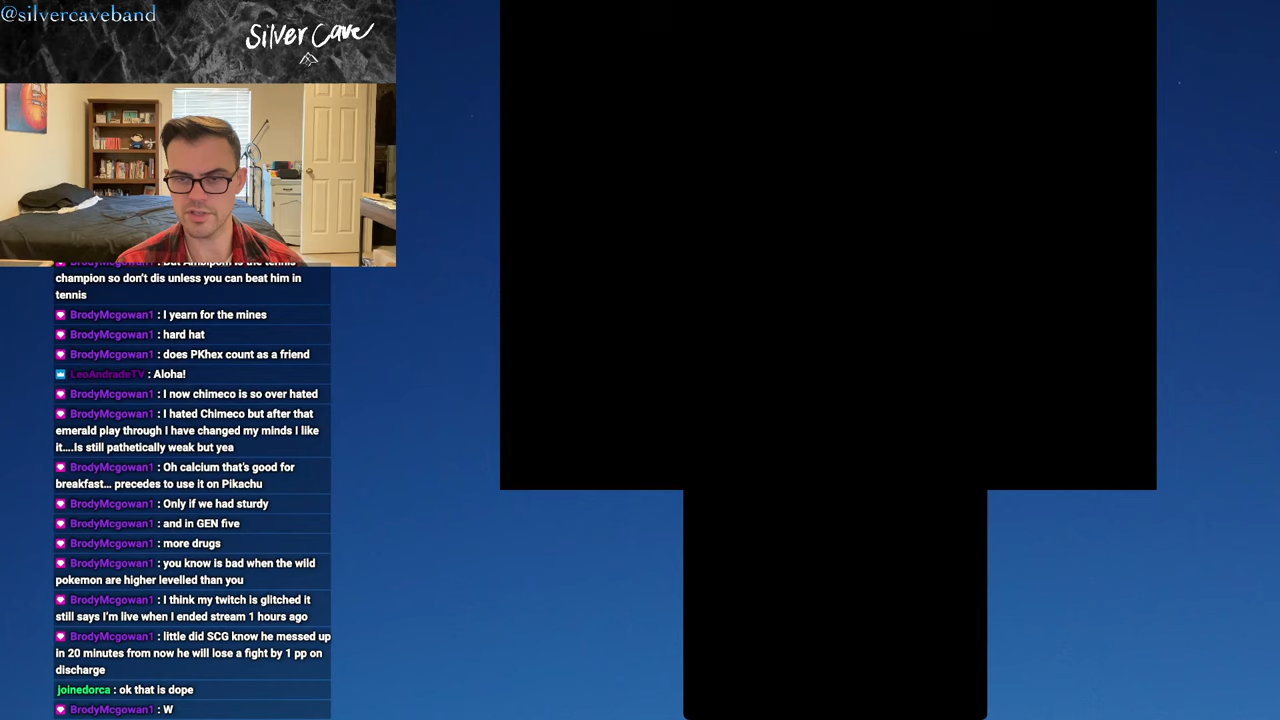 @silvercaveband
Silver Cave
champion so don't dis unless you can beat him in
tennis
BrodyMcgowan1 : I yearn for the mines
BrodyMcgowan1 : hard hat
BrodyMcgowan1 : does PKhex count as a friend
LeoAndradeTV : Aloha!
BrodyMcgowan1 : I now chimeco is so over hated
BrodyMcgowan1 : I hated Chimeco but after that
emerald play through I have changed my minds I like
it….Is still pathetically weak but yea
BrodyMcgowan1 : Oh calcium that's good for
breakfast… precedes to use it on Pikachu
BrodyMcgowan1 : Only if we had sturdy
BrodyMcgowan1 : and in GEN five
BrodyMcgowan1 : more drugs
BrodyMcgowan1 : you know is bad when the wild
pokemon are higher levelled than you
BrodyMcgowan1 : I think my twitch is glitched it
still says I'm live when I ended stream 1 hours ago
BrodyMcgowan1 : little did SCG know he messed up
in 20 minutes from now he will lose a fight by 1 pp on
discharge
joinedorca : ok that is dope
BrodyMcgowan1 : W